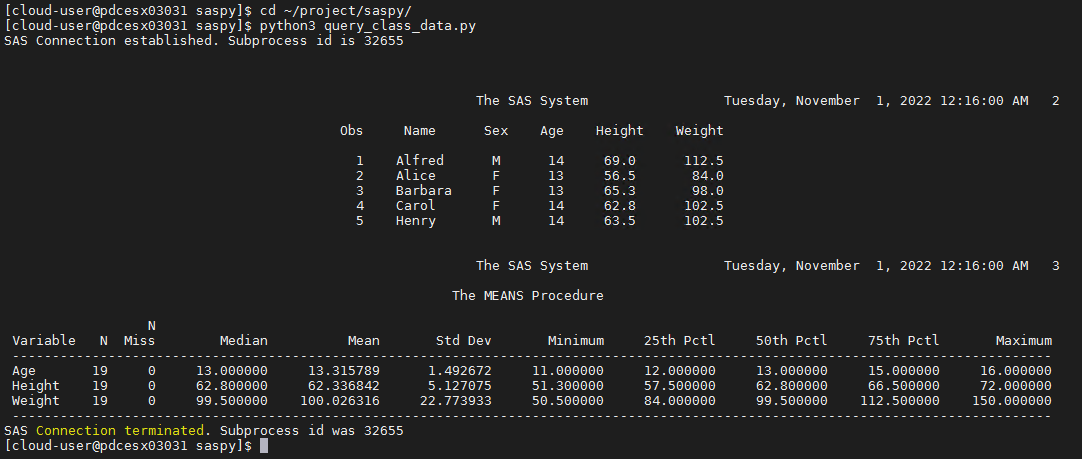 [cloud-user@pdcesx03031 saspy]$ cd ~/project/saspy/
[cloud-user@pdcesx03031 saspy]$ python3 query_class_data.py
SAS Connection established. Subprocess id is 32655
The SAS System Tuesday, November  1, 2022 12:16:00 AM 2
Obs Name Sex Age Height Weight
1 Alfred M 14 69.0 112.5
2 Alice F 13 56.5 84.0
3 Barbara F 13 65.3 98.0
4 Carol F 14 62.8 102.5
5 Henry M 14 63.5 102.5
The SAS System Tuesday, November  1, 2022 12:16:00 AM 3
The MEANS Procedure
N
Variable N Miss Median Mean Std Dev Minimum 25th Pctl 50th Pctl 75th Pctl Maximum
-----------------------------------------------------------------------------------------------------------------------------------
Age 19 0 13.000000 13.315789 1.492672 11.000000 12.000000 13.000000 15.000000 16.000000
Height 19 0 62.800000 62.336842 5.127075 51.300000 57.500000 62.800000 66.500000 72.000000
Weight 19 0 99.500000 100.026316 22.773933 50.500000 84.000000 99.500000 112.500000 150.000000
-----------------------------------------------------------------------------------------------------------------------------------
SAS Connection terminated. Subprocess id was 32655
[cloud-user@pdcesx03031 saspy]$